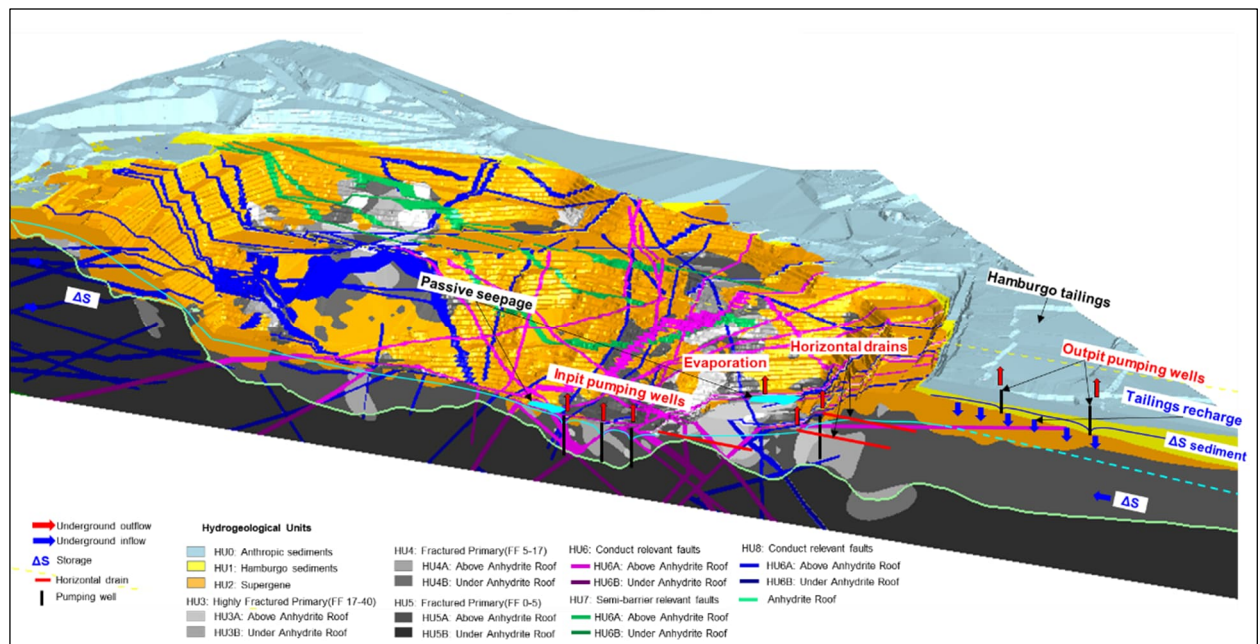 Hamburgo tailings
ΔS
Passive seepage
Horizontal drains
Evaporation
Outpit pumping wells
Inpit pumping wells
Tailings recharge
ΔS sediment
ΔS
Underground outflow
Underground inflow
ΔS Storage
Horizontal drain
Pumping well
Hydrogeological Units
HU0: Anthropic sediments
HU1: Hamburgo sediments
HU2: Supergene
HU3: Highly Fractured Primary(FF 17-40)
HU3A: Above Anhydrite Roof
HU3B: Under Anhydrite Roof
HU4: Fractured Primary(FF 5-17)
HU4A: Above Anhydrite Roof
HU4B: Under Anhydrite Roof
HU5: Fractured Primary(FF 0-5)
HU5A: Above Anhydrite Roof
HU5B: Under Anhydrite Roof
HU6: Conduct relevant faults
HU6A: Above Anhydrite Roof
HU6B: Under Anhydrite Roof
HU7: Semi-barrier relevant faults
HU6A: Above Anhydrite Roof
HU6B: Under Anhydrite Roof
HU8: Conduct relevant faults
HU6A: Above Anhydrite Roof
HU6B: Under Anhydrite Roof
Anhydrite Roof